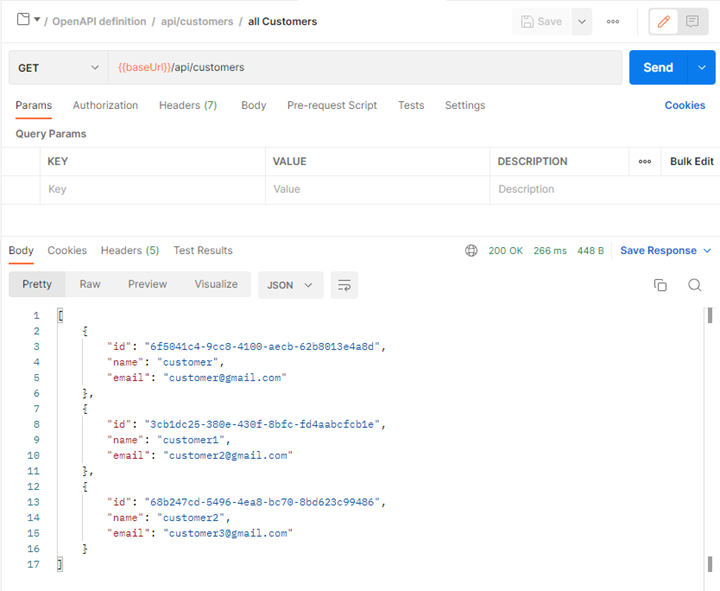 / OpenAPI definition / api/customers / all Customers
Save
GET
{{baseUrl}}/api/customers
Send
Params Authorization Headers (7) Body Pre-request Script Tests Settings Cookies
Query Params
KEY VALUE DESCRIPTION Bulk Edit
Key Value Description
Body Cookies Headers (5) Test Results 200 OK 266 ms 448 B Save Response
Pretty Raw Preview Visualize JSON
1 [
2 {
3 "id": "6f5041c4-9cc8-4100-aecb-62b8013e4a8d",
4 "name": "customer",
5 "email": "customer@gmail.com"
6 },
7 {
8 "id": "3cb1dc25-380e-430f-8bfc-fd4aabcfcb1e",
9 "name": "customer1",
10 "email": "customer2@gmail.com"
11 },
12 {
13 "id": "68b247cd-5496-4ea8-bc70-8bd623c99486",
14 "name": "customer2",
15 "email": "customer3@gmail.com"
16 }
17 ]